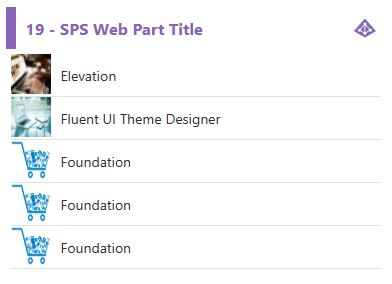 19 - SPS Web Part Title
Elevation
Fluent UI Theme Designer
Foundation
Foundation
Foundation